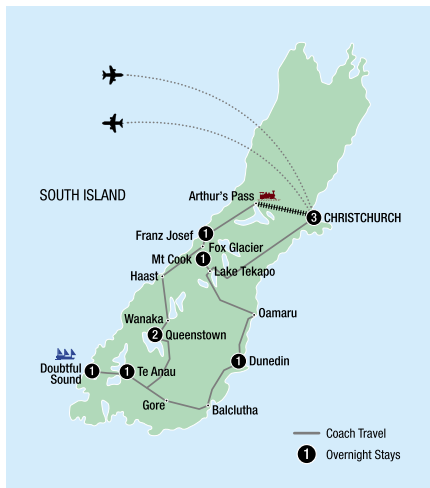 SOUTH ISLAND
Arthur's Pass
3 CHRISTCHURCH
Franz Josef 1
Fox Glacier
Mt Cook 1
Lake Tekapo
Haast
Oamaru
Wanaka
2 Queenstown
1 Dunedin
Doubtful
Sound
1
1 Te Anau
Gore
Balclutha
Coach Travel
1 Overnight Stays